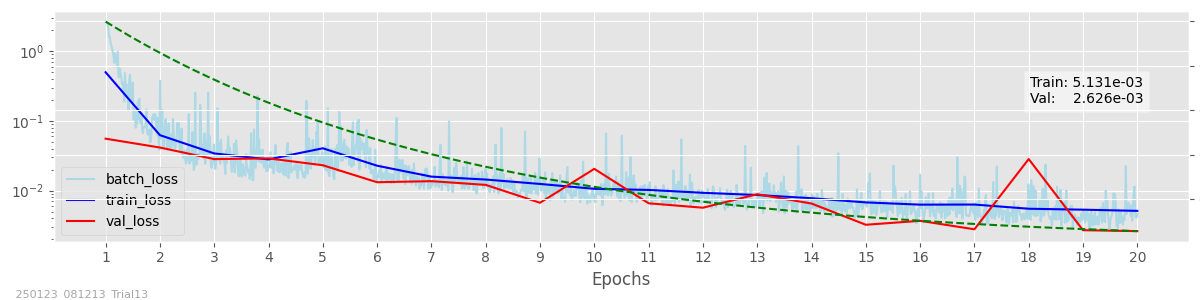 10⁰
10⁻¹
10⁻²
Train: 5.131e-03
Val: 2.626e-03
batch_loss
train_loss
val_loss
1 2 3 4 5 6 7 8 9 10 11 12 13 14 15 16 17 18 19 20
Epochs
250123_081213_Trial13